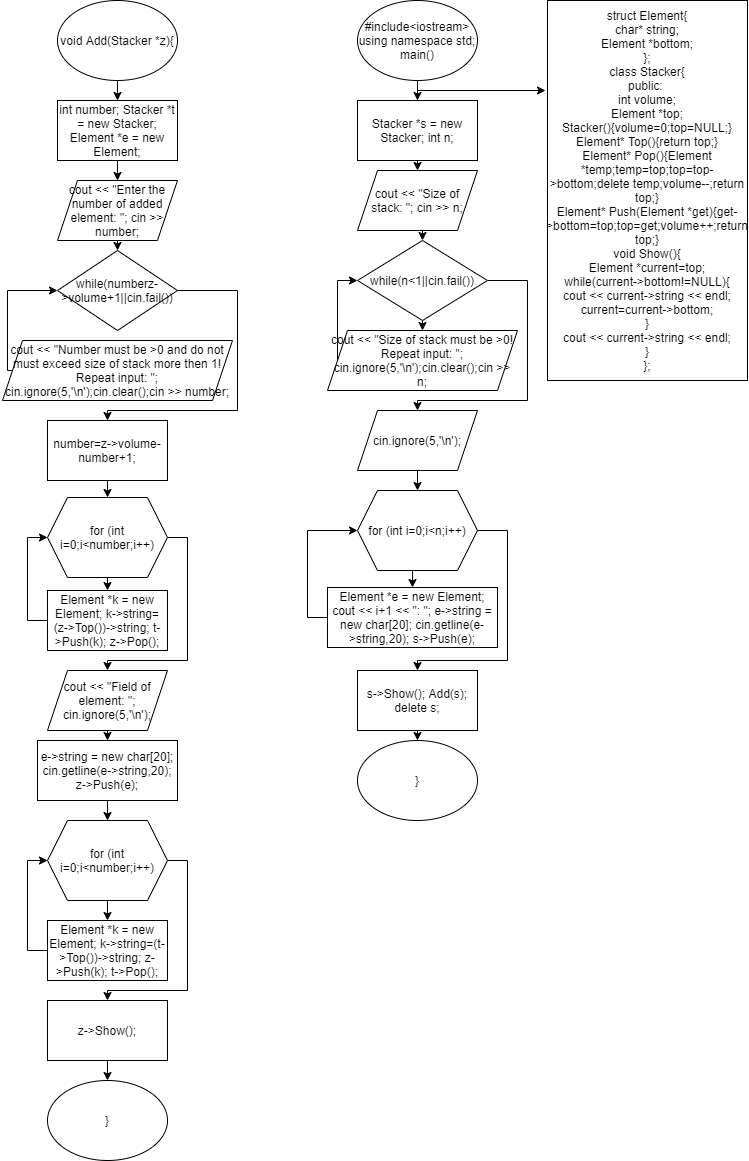 void Add(Stacker *z){
int number; Stacker *t
= new Stacker;
Element *e = new
Element;
cout << "Enter the
number of added
element: "; cin >>
number;
while(numberz-
>volume+1||cin.fail())
cout << "Number must be >0 and do not
must exceed size of stack more then 1!
Repeat input: ";
cin.ignore(5,'\n');cin.clear();cin >> number;
number=z->volume-
number+1;
for (int
i=0;i<number;i++)
Element *k = new
Element; k->string=
(z->Top())->string; t-
>Push(k); z->Pop();
cout << "Field of
element: ";
cin.ignore(5,'\n');
e->string = new char[20];
cin.getline(e->string,20);
z->Push(e);
for (int
i=0;i<number;i++)
Element *k = new
Element; k->string=(t-
>Top())->string; z-
>Push(k); t->Pop();
z->Show();
}
#include<iostream>
using namespace std;
main()
Stacker *s = new
Stacker; int n;
cout << "Size of
stack: "; cin >> n;
while(n<1||cin.fail())
cout << "Size of stack must be >0!
Repeat input: ";
cin.ignore(5,'\n');cin.clear();cin >>
n;
cin.ignore(5,'\n');
for (int i=0;i<n;i++)
Element *e = new Element;
cout << i+1 << ": "; e->string =
new char[20]; cin.getline(e-
>string,20); s->Push(e);
s->Show(); Add(s);
delete s;
}
struct Element{
char* string;
Element *bottom;
};
class Stacker{
public:
int volume;
Element *top;
Stacker(){volume=0;top=NULL;}
Element* Top(){return top;}
Element* Pop(){Element
*temp;temp=top;top=top-
>bottom;delete temp;volume--;return
top;}
Element* Push(Element *get){get-
>bottom=top;top=get;volume++;return
top;}
void Show(){
Element *current=top;
while(current->bottom!=NULL){
cout << current->string << endl;
current=current->bottom;
}
cout << current->string << endl;
}
};